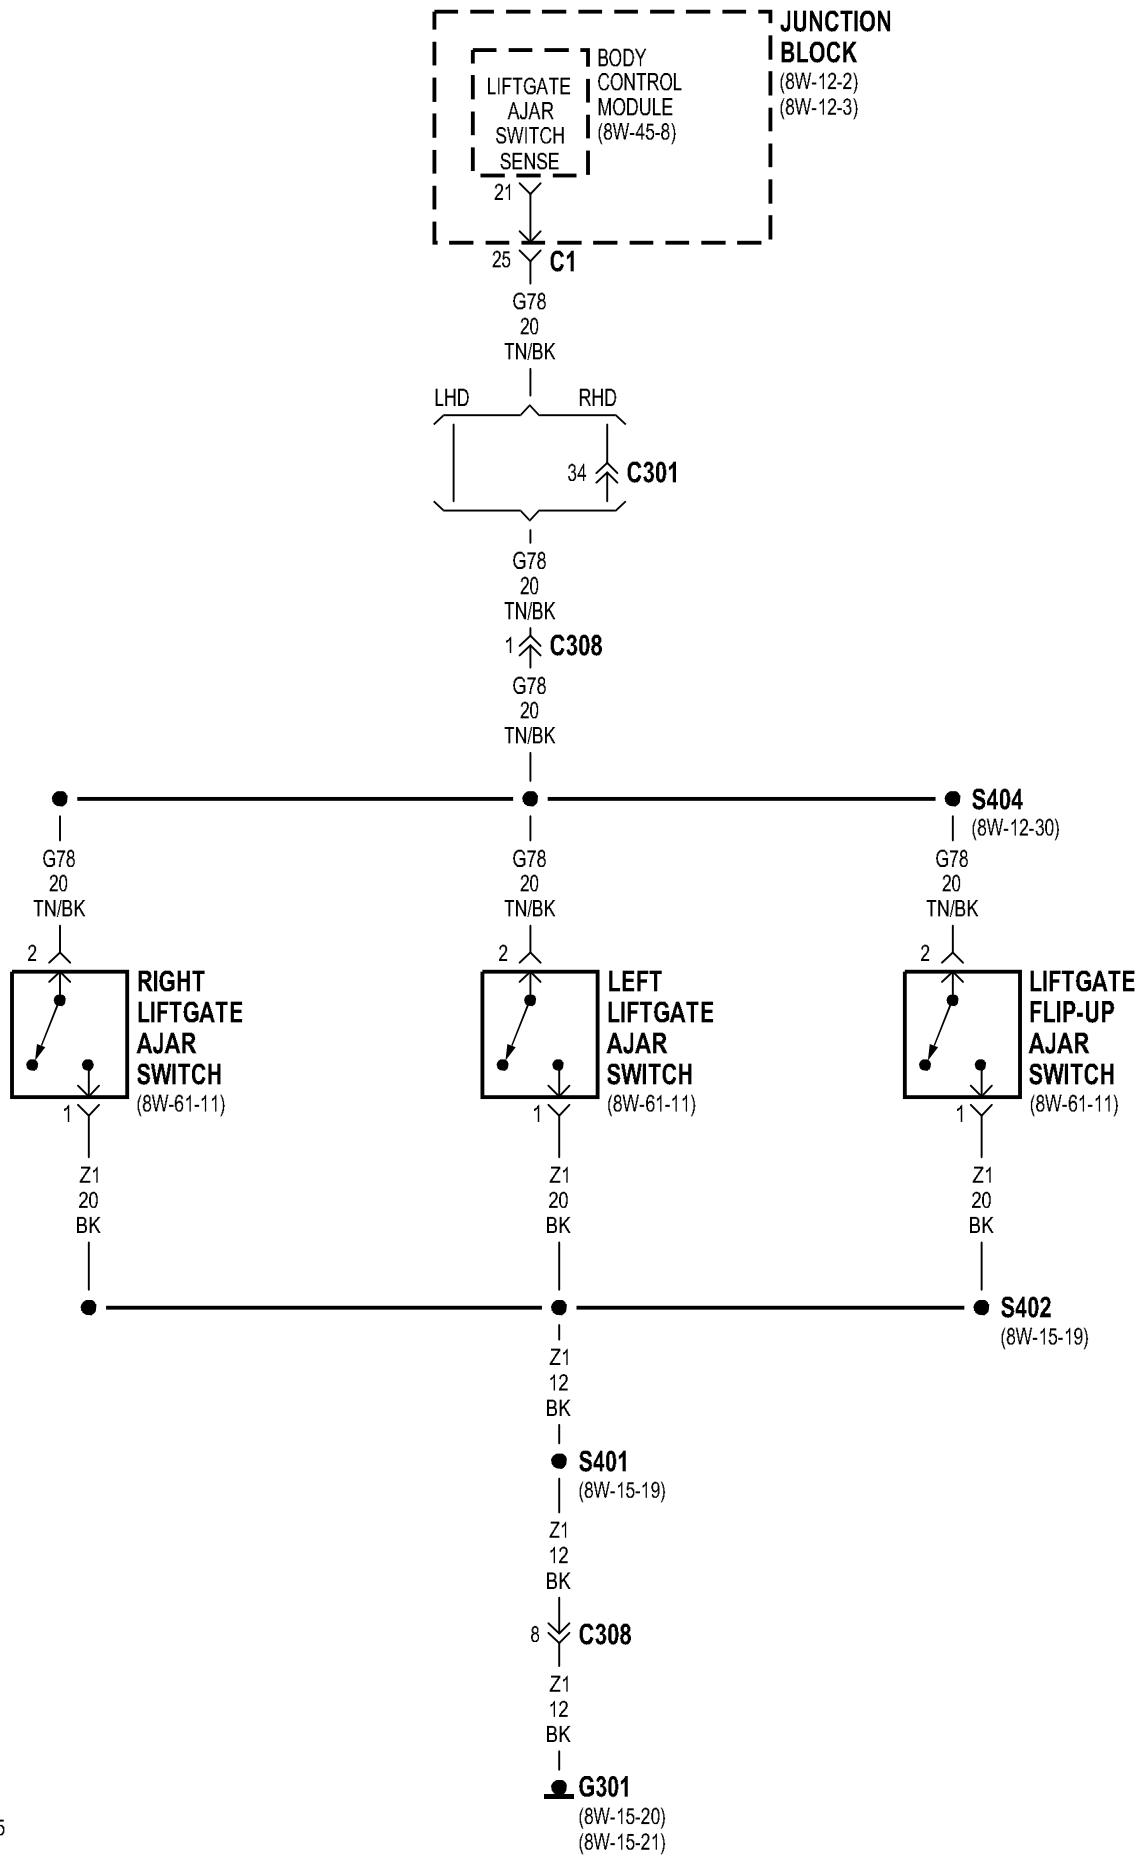 JUNCTION
BLOCK
(8W-12-2)
(8W-12-3)
BODY
CONTROL
MODULE
(8W-45-8)
LIFTGATE
AJAR
SWITCH
SENSE
21
25
C1
G78
20
TN/BK
LHD
RHD
34
C301
G78
20
TN/BK
1
C308
G78
20
TN/BK
S404
(8W-12-30)
G78
20
TN/BK
G78
20
TN/BK
G78
20
TN/BK
2
RIGHT
LIFTGATE
AJAR
SWITCH
(8W-61-11)
1
2
LEFT
LIFTGATE
AJAR
SWITCH
(8W-61-11)
1
2
LIFTGATE
FLIP-UP
AJAR
SWITCH
(8W-61-11)
1
Z1
20
BK
Z1
20
BK
Z1
20
BK
S402
(8W-15-19)
Z1
12
BK
S401
(8W-15-19)
Z1
12
BK
8
C308
Z1
12
BK
G301
(8W-15-20)
(8W-15-21)